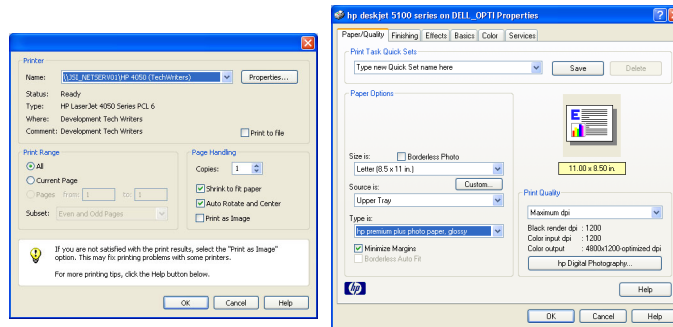 Printer
Name: \\JSI_NETSERV01\HP 4050 (TechWriters) Properties...
Status: Ready
Type: HP LaserJet 4050 Series PCL 6
Where: Development Tech Writers
Comment: Development Tech Writers
Print to file
Print Range
All
Current Page
Pages from: 1 to: 1
Subset: Even and Odd Pages
Page Handling
Copies: 1
Shrink to fit paper
Auto Rotate and Center
Print as Image
If you are not satisfied with the print results, select the "Print as Image"
option. This may fix printing problems with some printers.
For more printing tips, click the Help button below.
OK Cancel Help
hp deskjet 5100 series on DELL_OPTI Properties
Paper/Quality Finishing Effects Basics Color Services
Print Task Quick Sets
Type new Quick Set name here Save Delete
Paper Options
Size is: Borderless Photo
Letter (8.5 x 11 in.)
Source is: Custom...
Upper Tray
Type is:
hp premium plus photo paper, glossy
Minimize Margins
Borderless Auto Fit
E
11.00 x 8.50 in.
Print Quality
Maximum dpi
Black render dpi : 1200
Color input dpi : 1200
Color output : 4800x1200-optimized dpi
hp Digital Photography...
hp
Help
OK Cancel Help